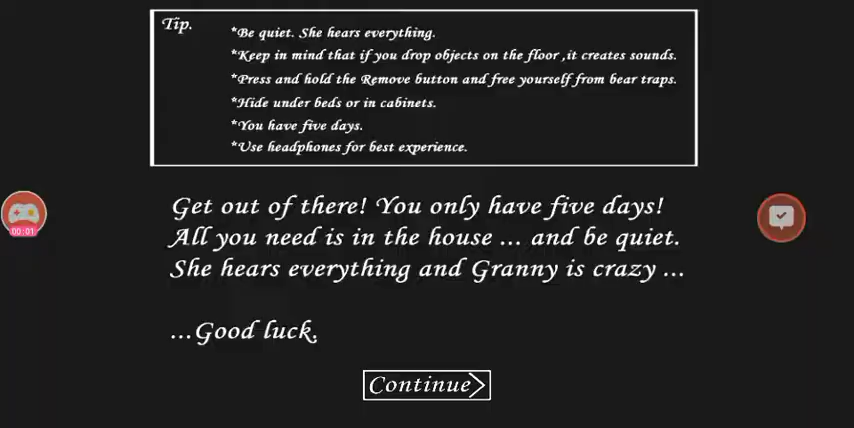 Tip.
*Be quiet. She hears everything.
*Keep in mind that if you drop objects on the floor ,it creates sounds.
*Press and hold the Remove button and free yourself from bear traps.
*Hide under beds or in cabinets.
*You have five days.
*Use headphones for best experience.
Get out of there! You only have five days!
All you need is in the house ... and be quiet.
She hears everything and Granny is crazy ...
...Good luck.
00:01
Continue